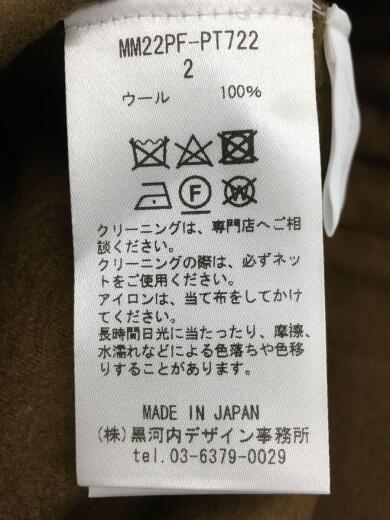 MM22PF-PT722
2
ウール 100%
F
W
クリーニングは、専門店へご相
談ください。
クリーニングの際は、必ずネッ
トをご使用ください。
アイロンは、当て布をしてかけ
てください。
長時間日光に当たったり、摩擦、
水濡れなどによる色落ちや色移
りすることがあります。
MADE IN JAPAN
(株)黒河内デザイン事務所
tel.03-6379-0029